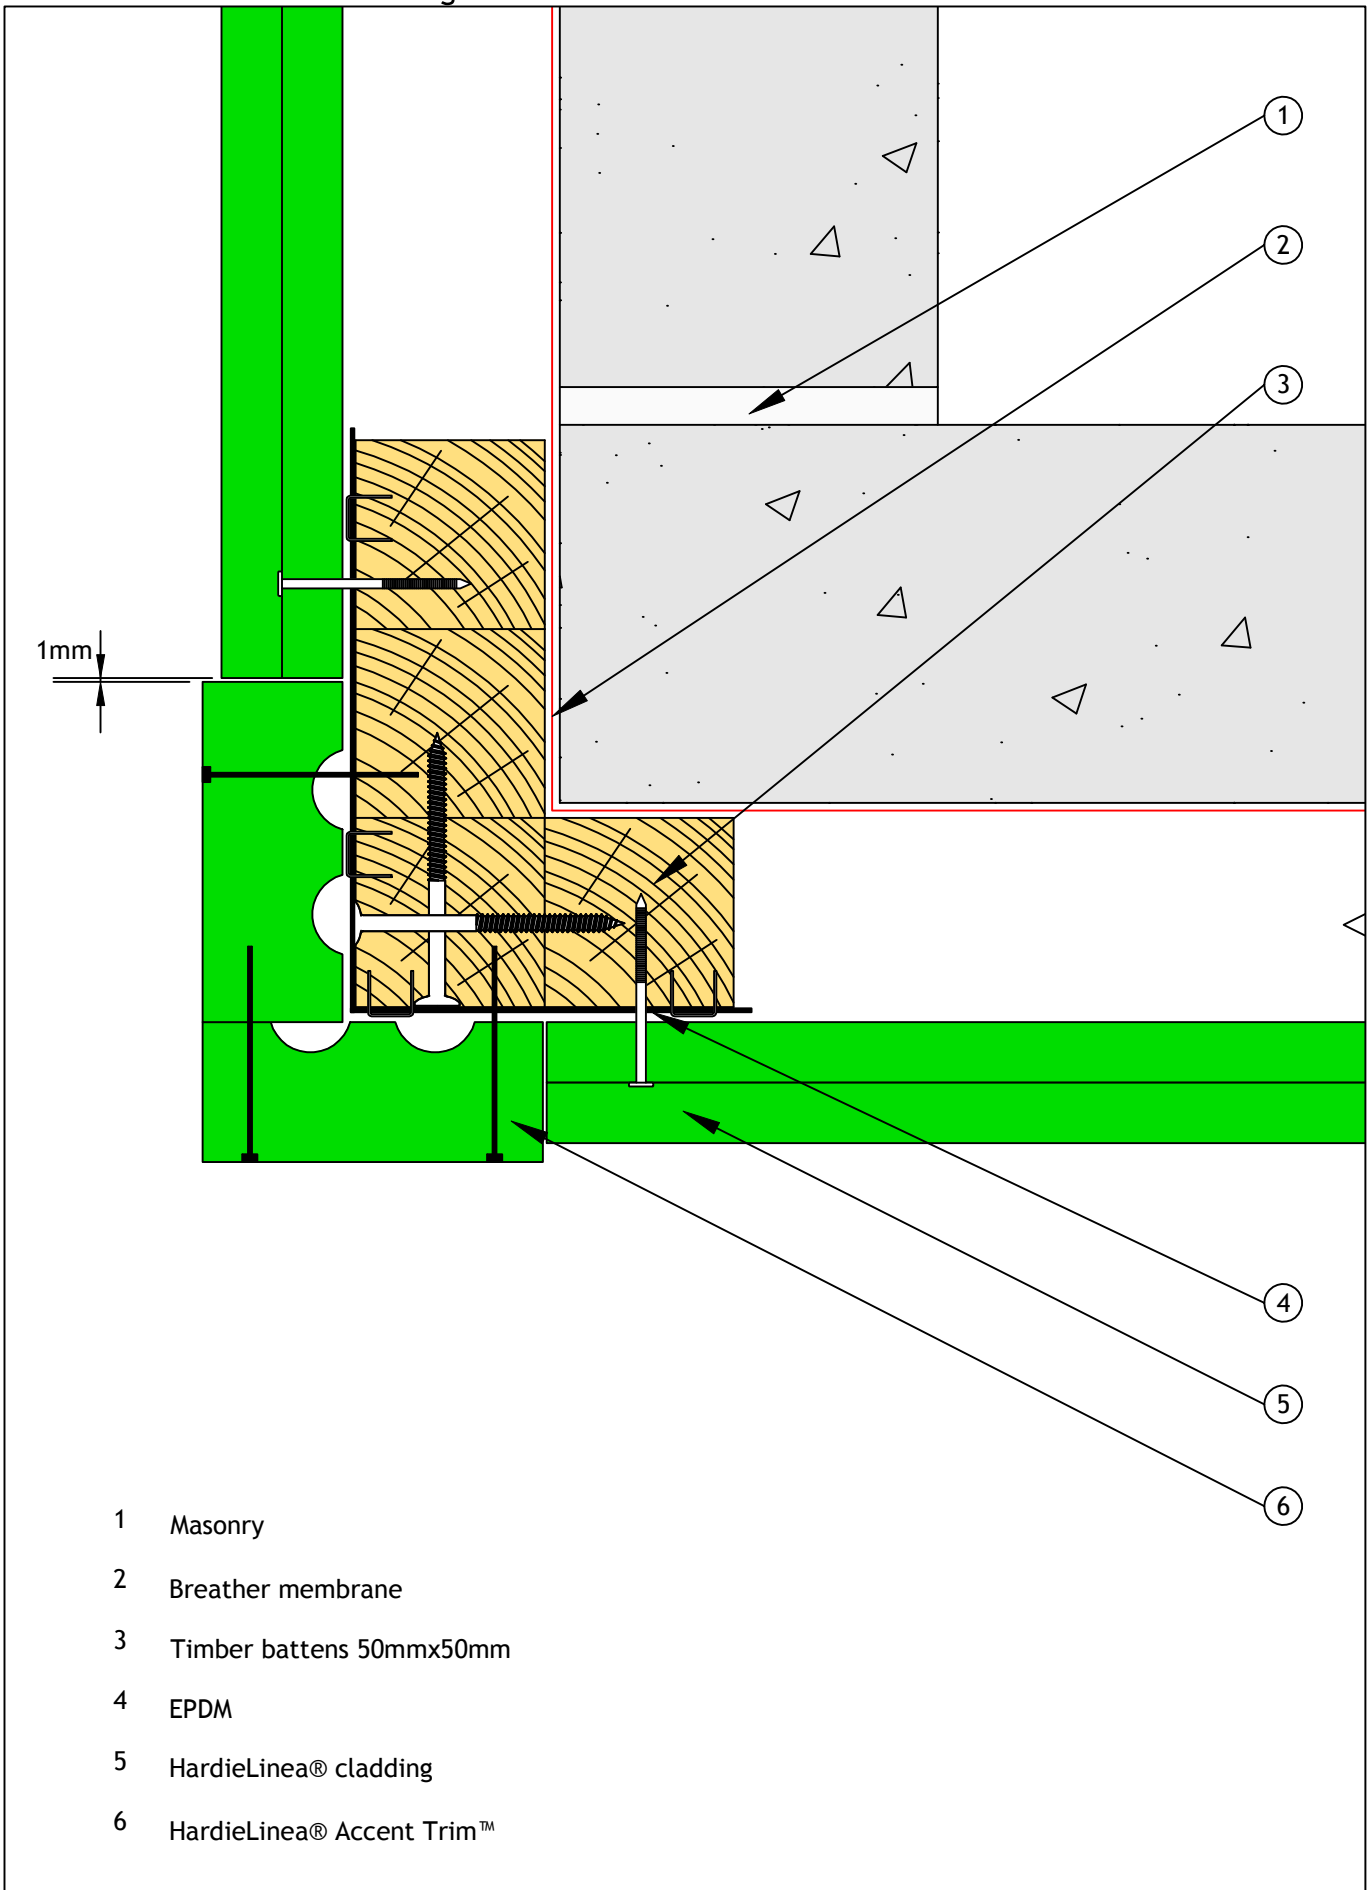 1
2
3
1mm
4
5
6
1 Masonry
2 Breather membrane
3 Timber battens 50mmx50mm
4 EPDM
5 HardieLinea® cladding
6 HardieLinea® Accent Trim™